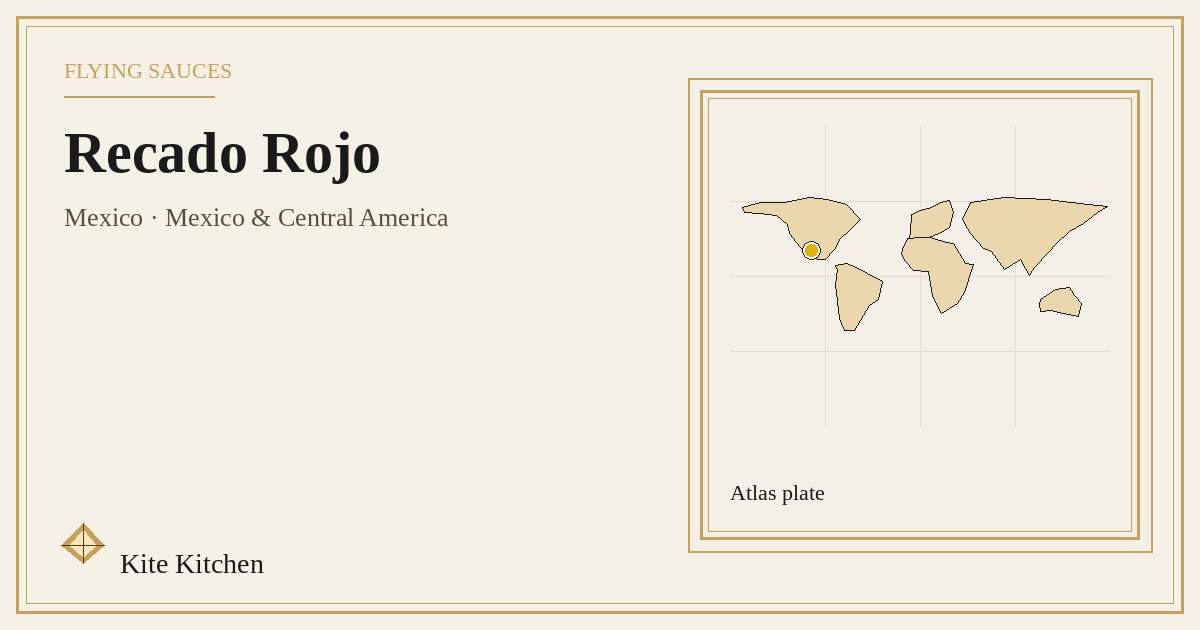 FLYING SAUCES
Recado Rojo
Mexico · Mexico & Central America
Atlas plate
Kite Kitchen